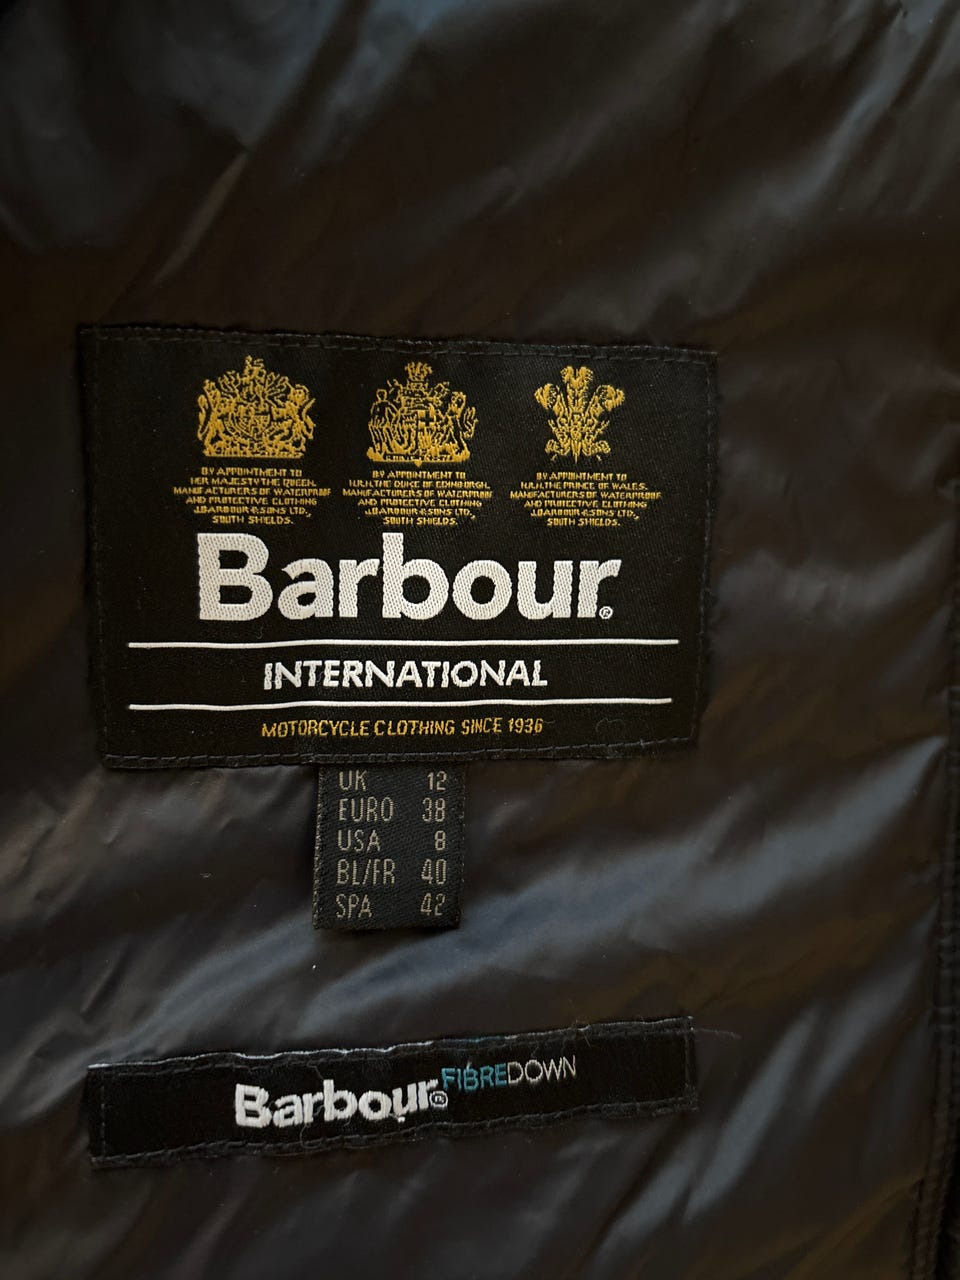 BY APPOINTMENT TO
HER MAJESTY THE QUEEN.
MANUFACTURERS OF WATERPROOF
AND PROTECTIVE CLOTHING
J.BARBOUR & SONS LTD.,
SOUTH SHIELDS.
BY APPOINTMENT TO
H.R.H. THE DUKE OF EDINBURGH.
MANUFACTURERS OF WATERPROOF
AND PROTECTIVE CLOTHING
J.BARBOUR & SONS LTD.,
SOUTH SHIELDS.
BY APPOINTMENT TO
H.R.H. THE PRINCE OF WALES.
MANUFACTURERS OF WATERPROOF
AND PROTECTIVE CLOTHING
J.BARBOUR & SONS LTD.,
SOUTH SHIELDS.
Barbour®
INTERNATIONAL
MOTORCYCLE CLOTHING SINCE 1936
UK 12
EURO 38
USA 8
BL/FR 40
SPA 42
Barbour® FIBREDOWN